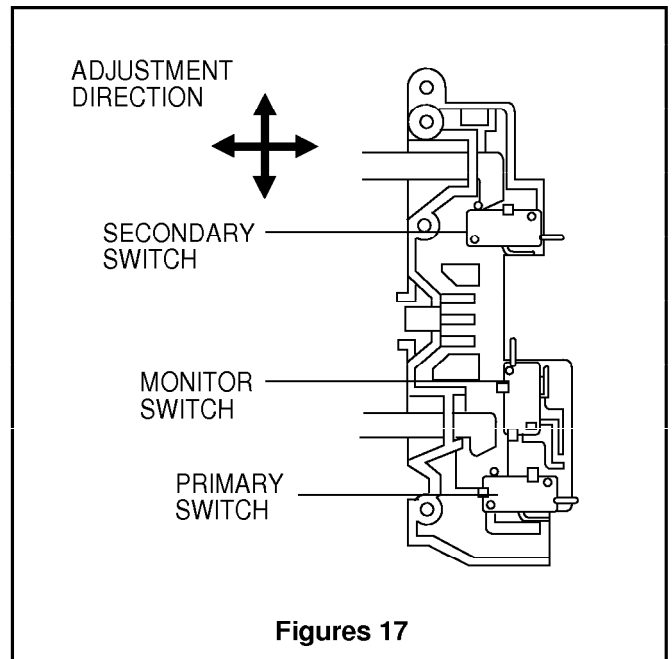 ADJUSTMENT
DIRECTION
SECONDARY
SWITCH
MONITOR
SWITCH
PRIMARY
SWITCH
Figures 17